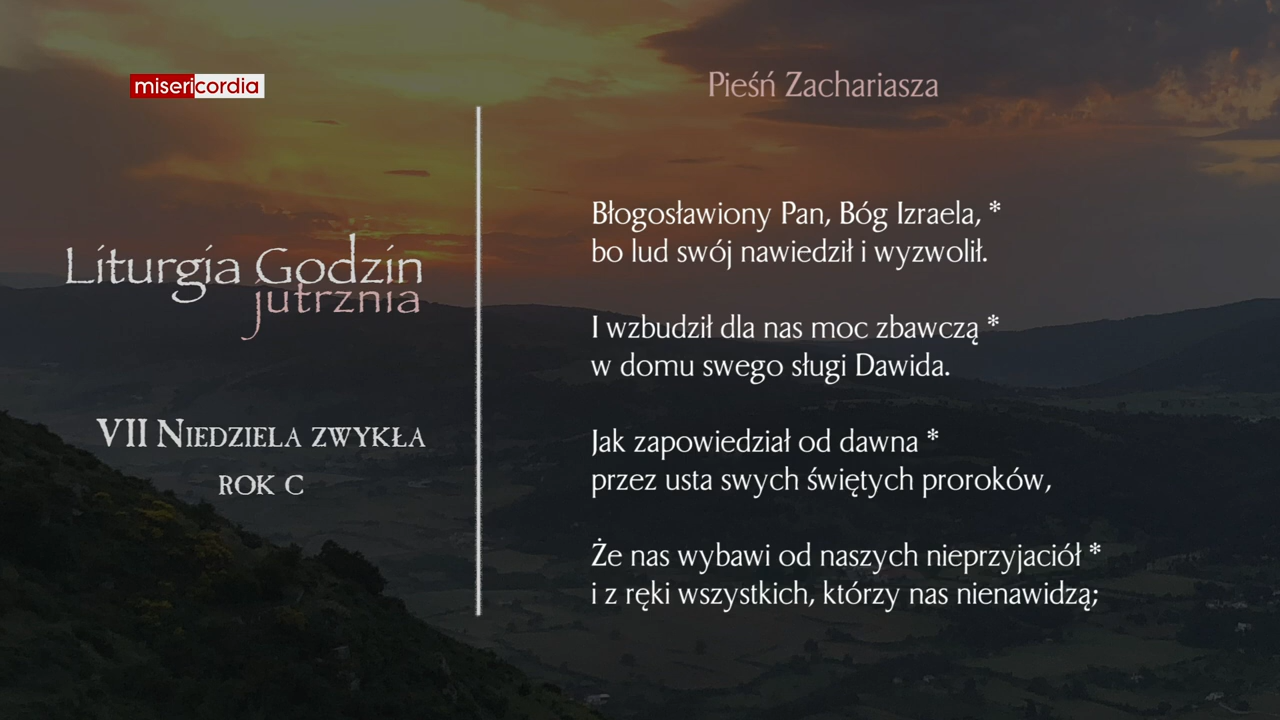 misericordia
Liturgia Godzin
jutrznia
VII Niedziela zwykła
rok C
Pieśń Zachariasza
Błogosławiony Pan, Bóg Izraela, *
bo lud swój nawiedził i wyzwolił.
I wzbudził dla nas moc zbawczą *
w domu swego sługi Dawida.
Jak zapowiedział od dawna *
przez usta swych świętych proroków,
Że nas wybawi od naszych nieprzyjaciół *
i z ręki wszystkich, którzy nas nienawidzą;